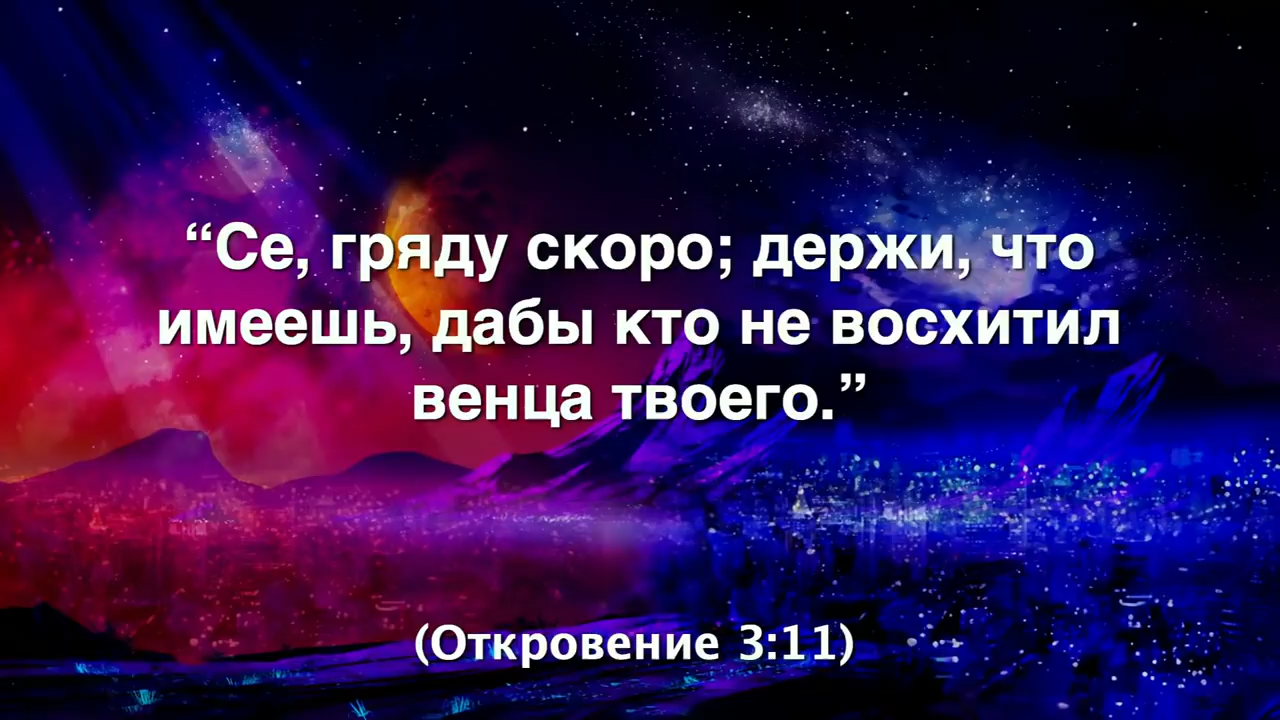 “Се, гряду скоро; держи, что
имеешь, дабы кто не восхитил
венца твоего.”
(Откровение 3:11)